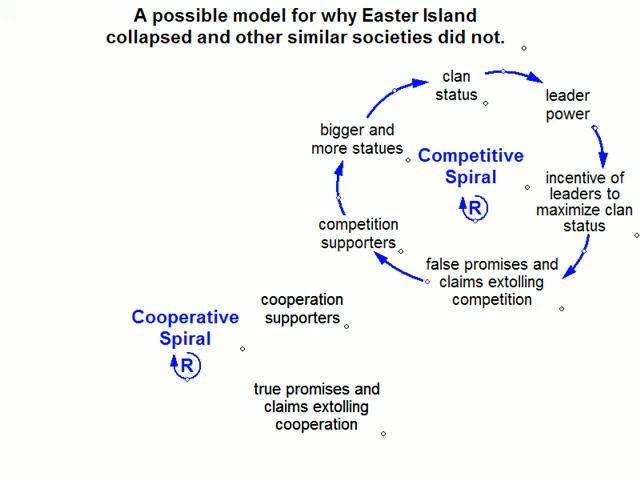 A possible model for why Easter Island
collapsed and other similar societies did not.
clan
status
leader
power
bigger and
more statues
Competitive
Spiral
R
incentive of
leaders to
maximize clan
status
competition
supporters
false promises and
claims extolling
competition
cooperation
supporters
Cooperative
Spiral
R
true promises and
claims extolling
cooperation